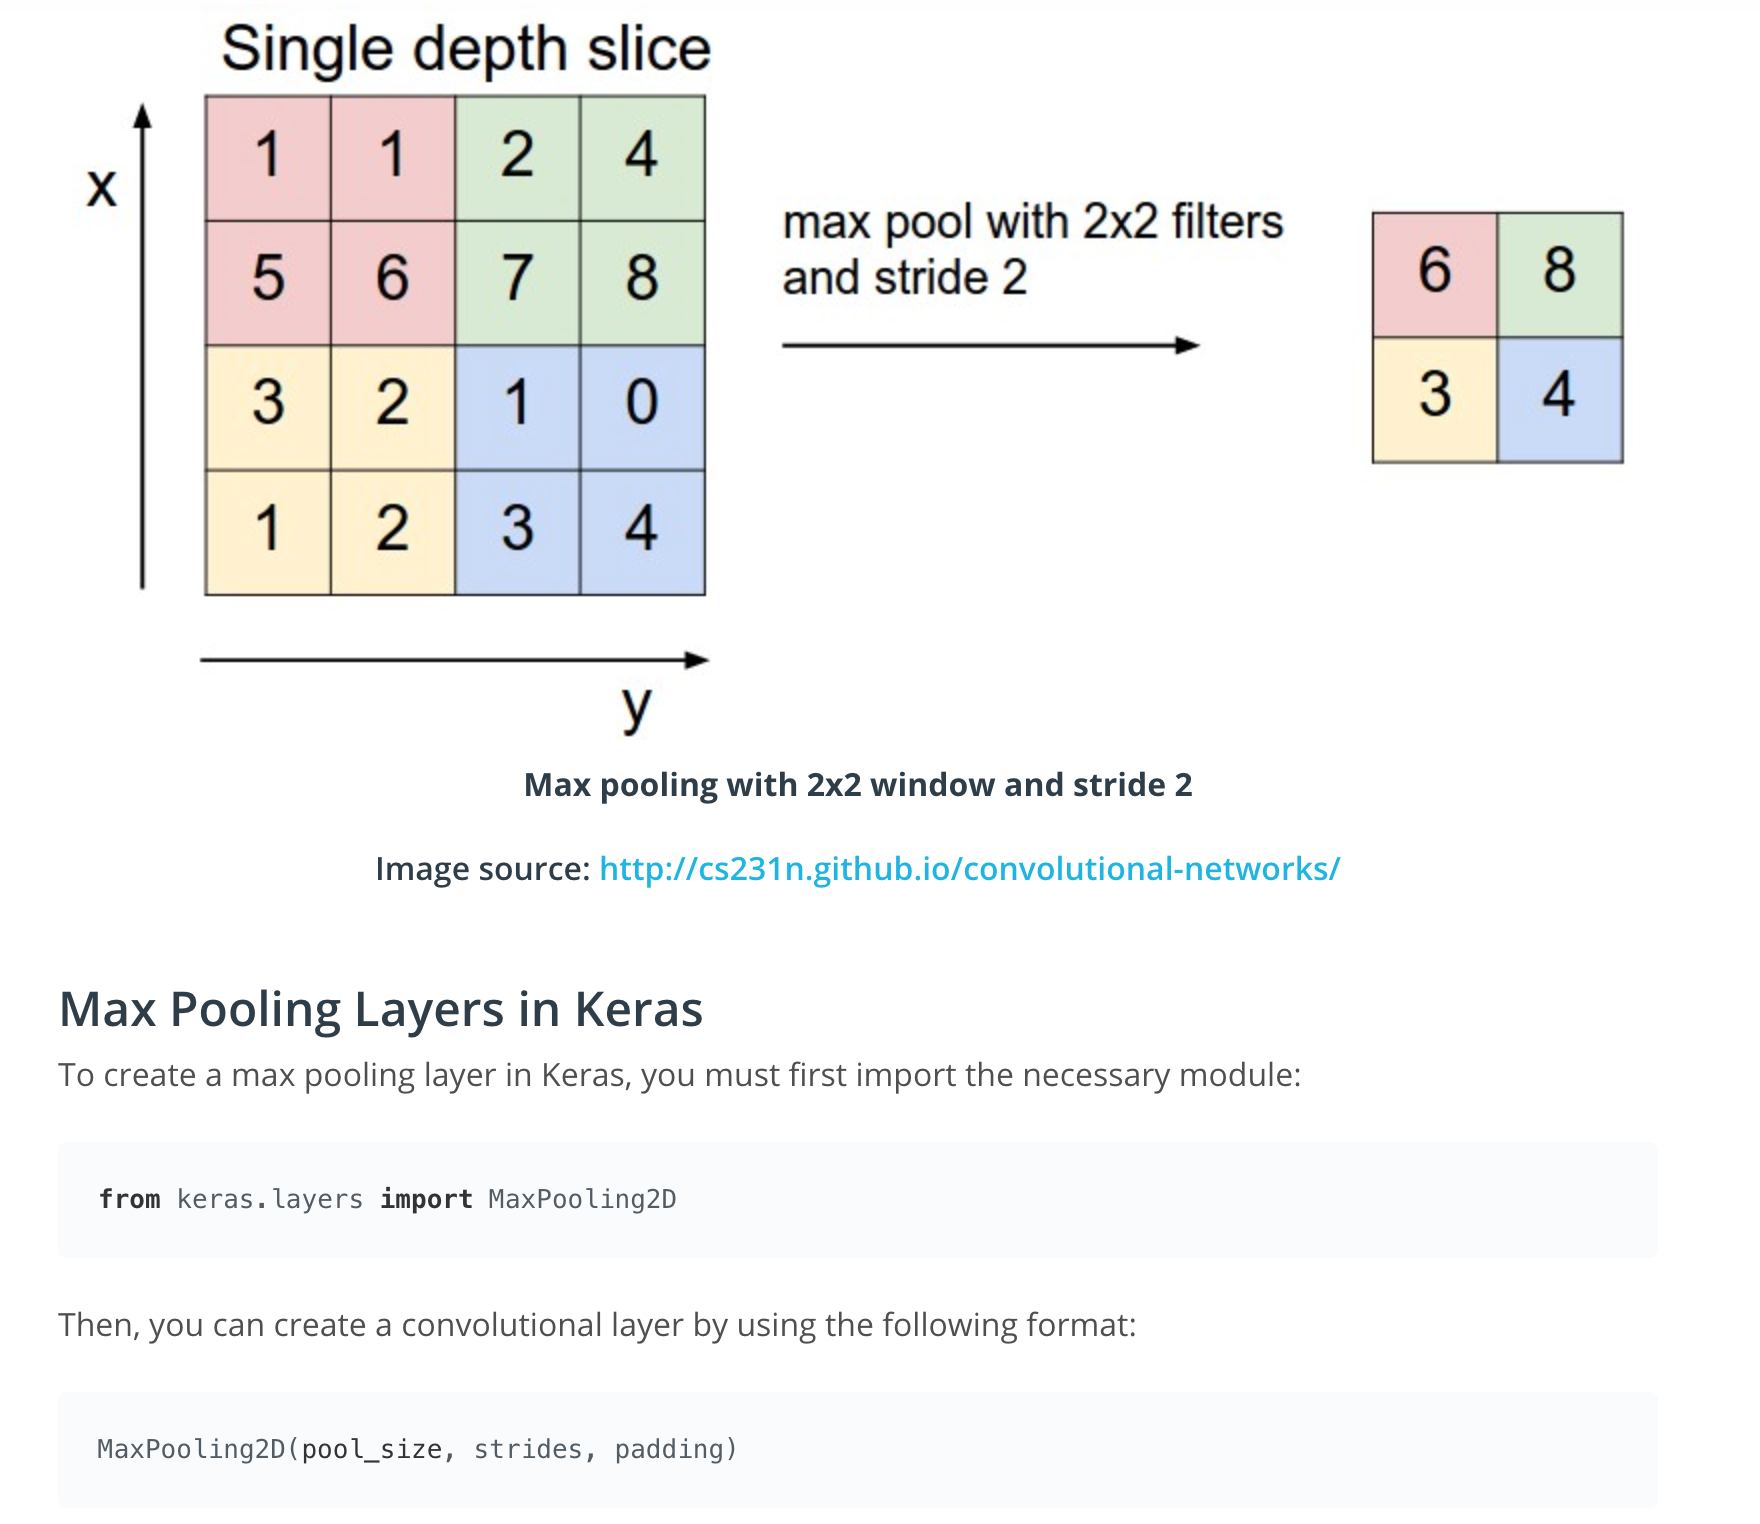 Single depth slice
x
1 1 2 4
5 6 7 8
3 2 1 0
1 2 3 4
y
max pool with 2x2 filters
and stride 2
6 8
3 4
Max pooling with 2x2 window and stride 2
Image source: http://cs231n.github.io/convolutional-networks/
Max Pooling Layers in Keras
To create a max pooling layer in Keras, you must first import the necessary module:
from keras.layers import MaxPooling2D
Then, you can create a convolutional layer by using the following format:
MaxPooling2D(pool_size, strides, padding)